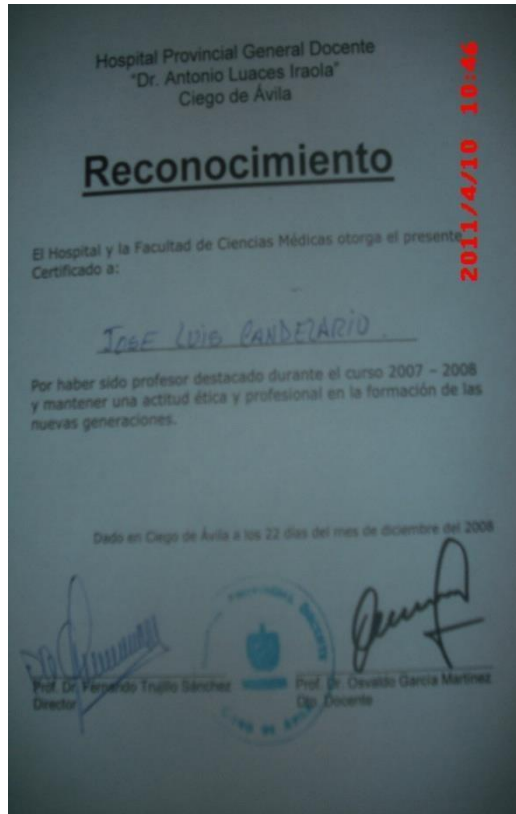 Hospital Provincial General Docente
"Dr. Antonio Luaces Iraola"
Ciego de Ávila
Reconocimiento
El Hospital y la Facultad de Ciencias Médicas otorga el presente
Certificado a:
JOSE LUIS CANDELARIO.
Por haber sido profesor destacado durante el curso 2007 – 2008
y mantener una actitud ética y profesional en la formación de las
nuevas generaciones.
Dado en Ciego de Ávila a los 22 días del mes de diciembre del 2008
Prof. Dr. Fernando Trujillo Sánchez
Director
Prof. Dr. Osvaldo García Martínez
Dpto. Docente
DOCENTE
DE
2011/4/10 10:46